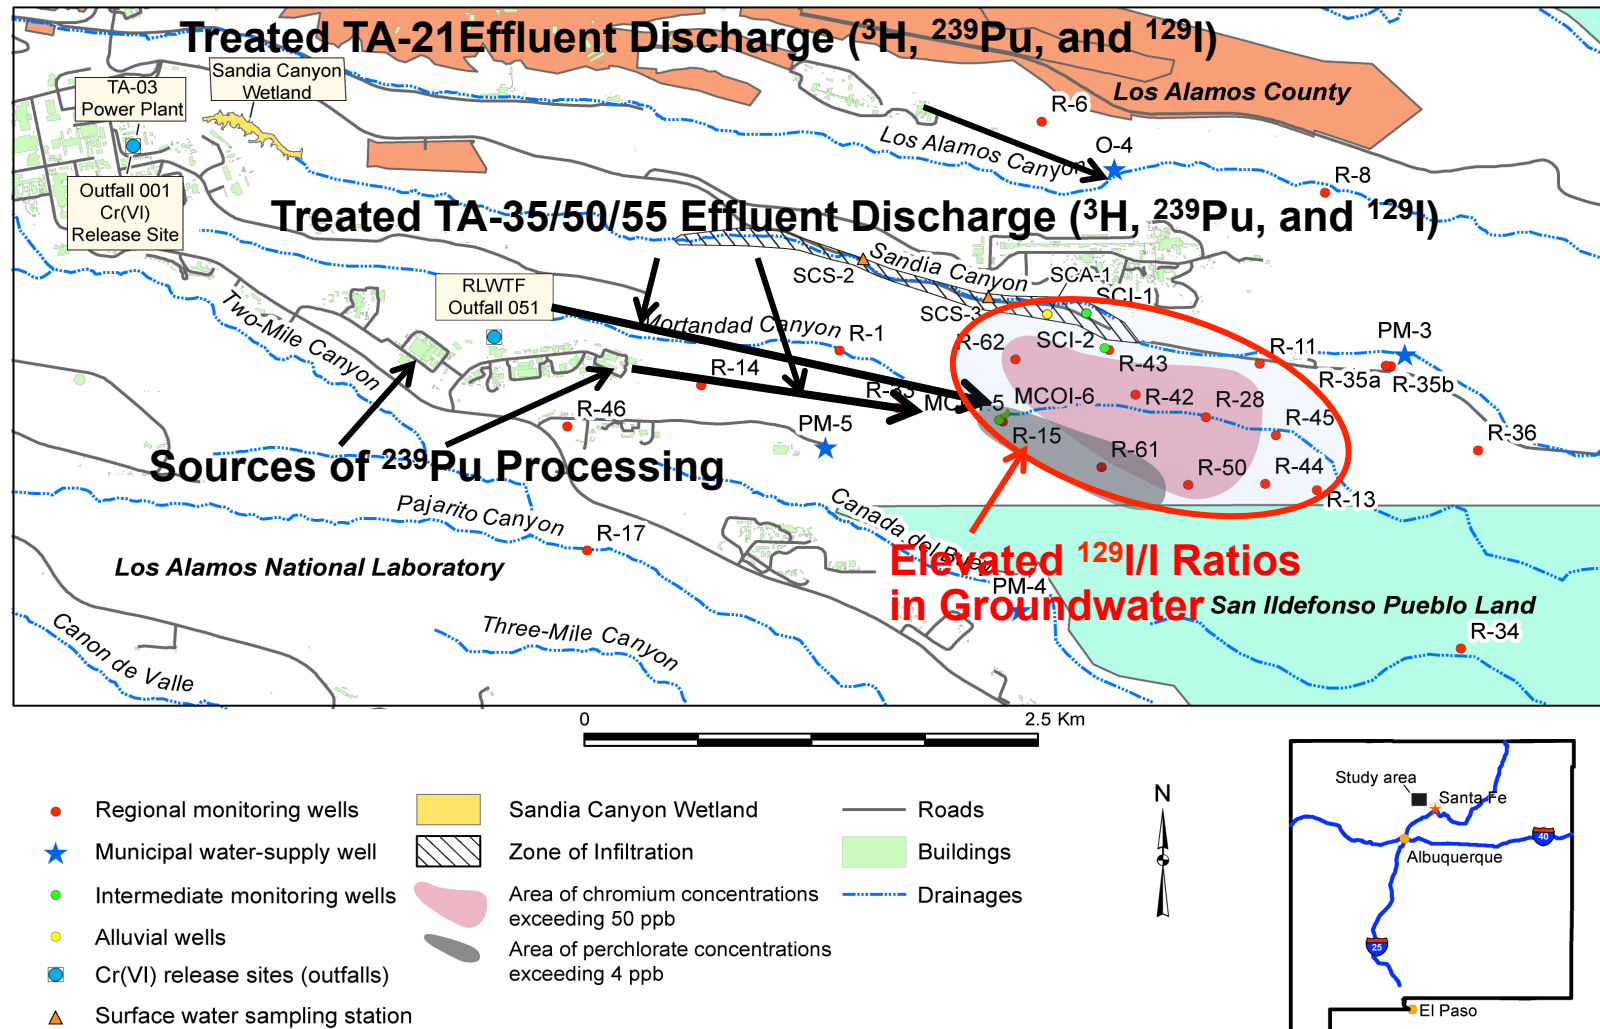 Treated TA-21Effluent Discharge (³H, ²³⁹Pu, and ¹²⁹I)
Sandia Canyon
Wetland
TA-03
Power Plant
Los Alamos County
R-6
Los Alamos Canyon
O-4
R-8
Outfall 001
Cr(VI)
Release Site
Treated TA-35/50/55 Effluent Discharge (³H, ²³⁹Pu, and ¹²⁹I)
Sandia Canyon
SCS-2
SCA-1
SCI-1
RLWTF
Outfall 051
SCS-3
Two-Mile Canyon
Mortandad Canyon
R-1
R-62
SCI-2
R-43
R-11
PM-3
R-14
R-33
MCOI-5
MCOI-6
R-42
R-28
R-35a
R-35b
R-46
PM-5
R-15
R-61
R-45
R-36
Sources of ²³⁹Pu Processing
R-50
R-44
R-13
Pajarito Canyon
Canada del Buey
R-17
Los Alamos National Laboratory
Elevated ¹²⁹I/I Ratios
in Groundwater
PM-4
San Ildefonso Pueblo Land
R-34
Canon de Valle
Three-Mile Canyon
0
2.5 Km
Regional monitoring wells
Municipal water-supply well
Intermediate monitoring wells
Alluvial wells
Cr(VI) release sites (outfalls)
Surface water sampling station
Sandia Canyon Wetland
Zone of Infiltration
Area of chromium concentrations
exceeding 50 ppb
Area of perchlorate concentrations
exceeding 4 ppb
Roads
Buildings
Drainages
N
Study area
Santa Fe
40
Albuquerque
25
El Paso